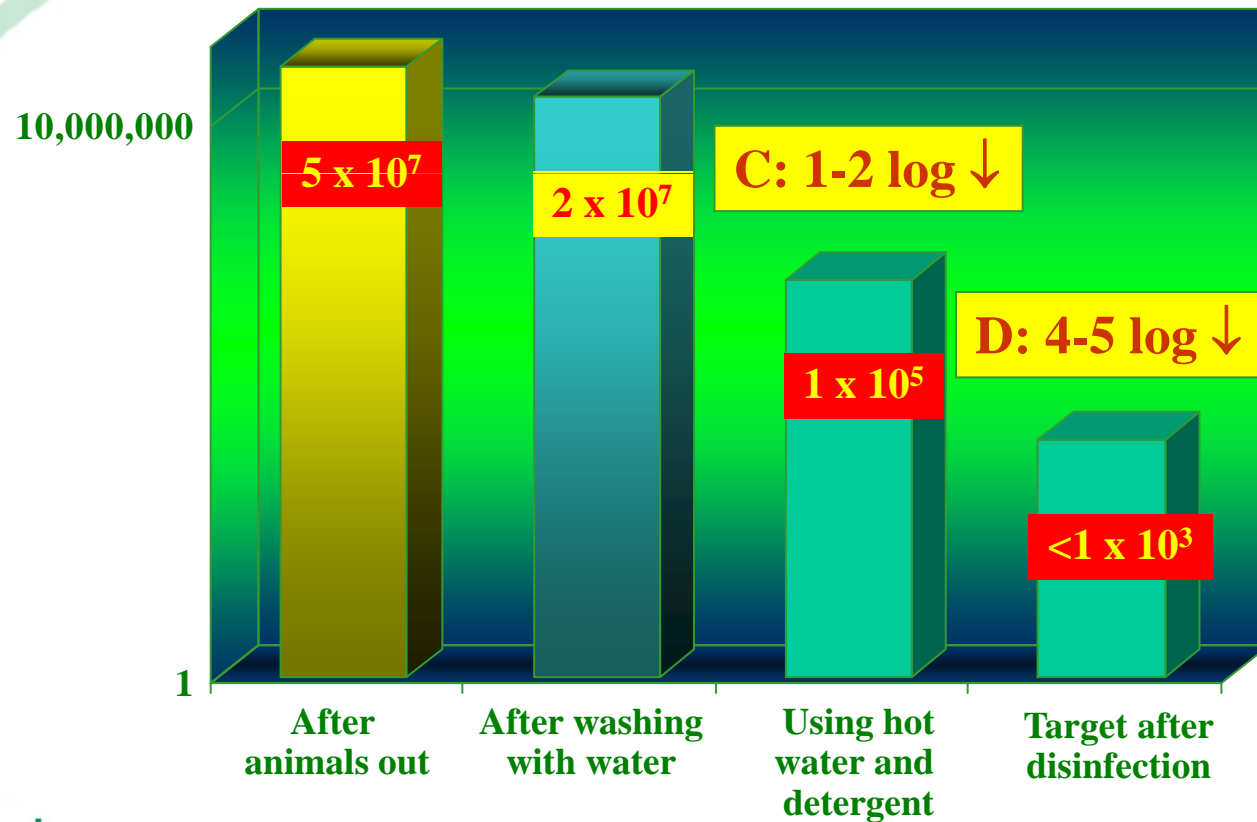 10,000,000
5 x 10⁷
2 x 10⁷
C: 1-2 log ↓
D: 4-5 log ↓
1 x 10⁵
<1 x 10³
1
After
animals out
After washing
with water
Using hot
water and
detergent
Target after
disinfection